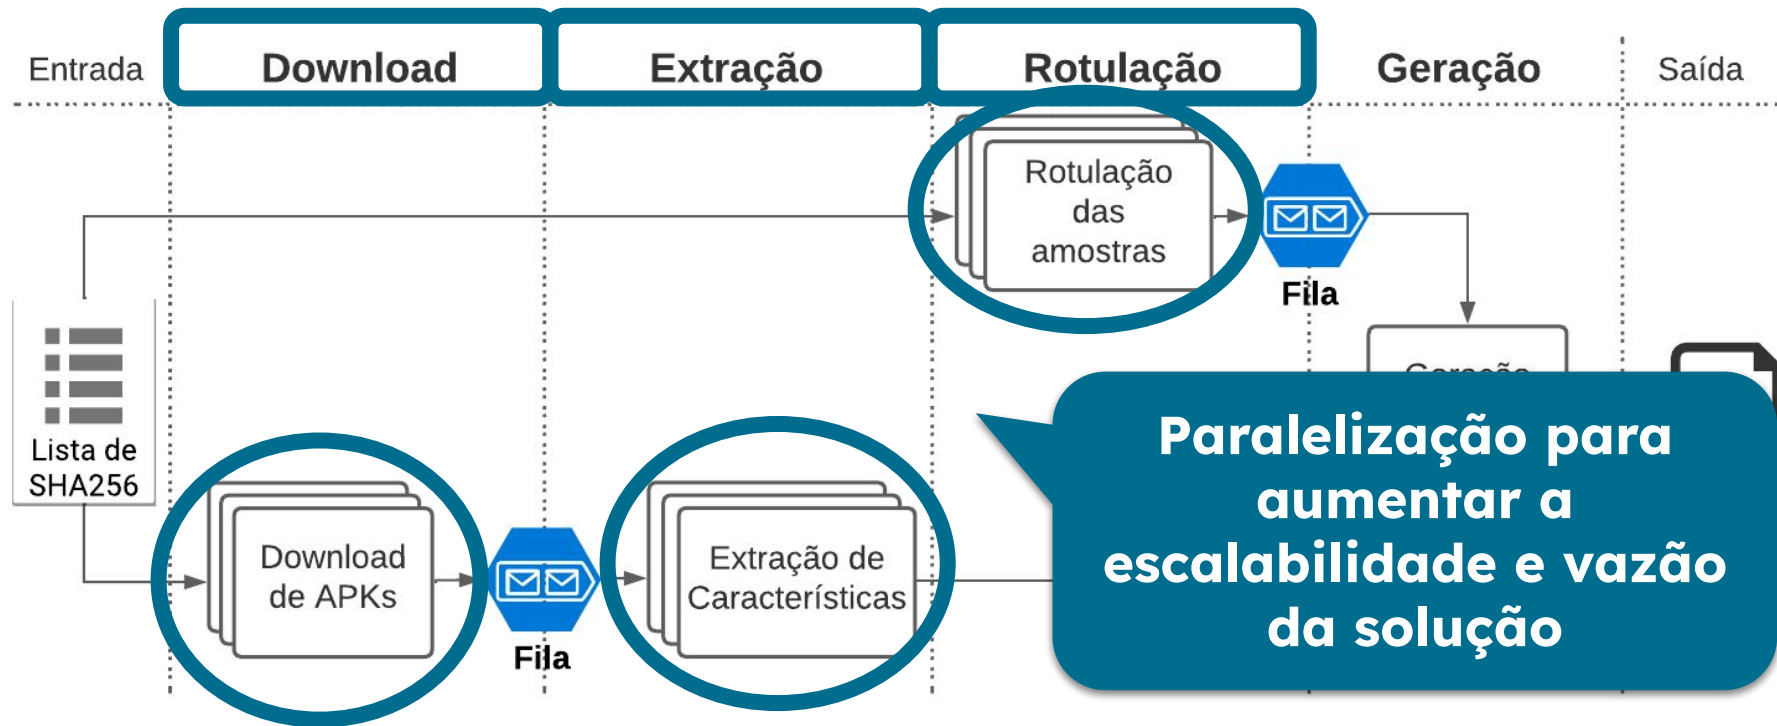 Entrada
Download
Extração
Rotulação
Geração
Saída
Rotulação
das
amostras
Fila
Lista de
SHA256
Download
de APKs
Fila
Extração de
Características
Paralelização para
aumentar a
escalabilidade e vazão
da solução